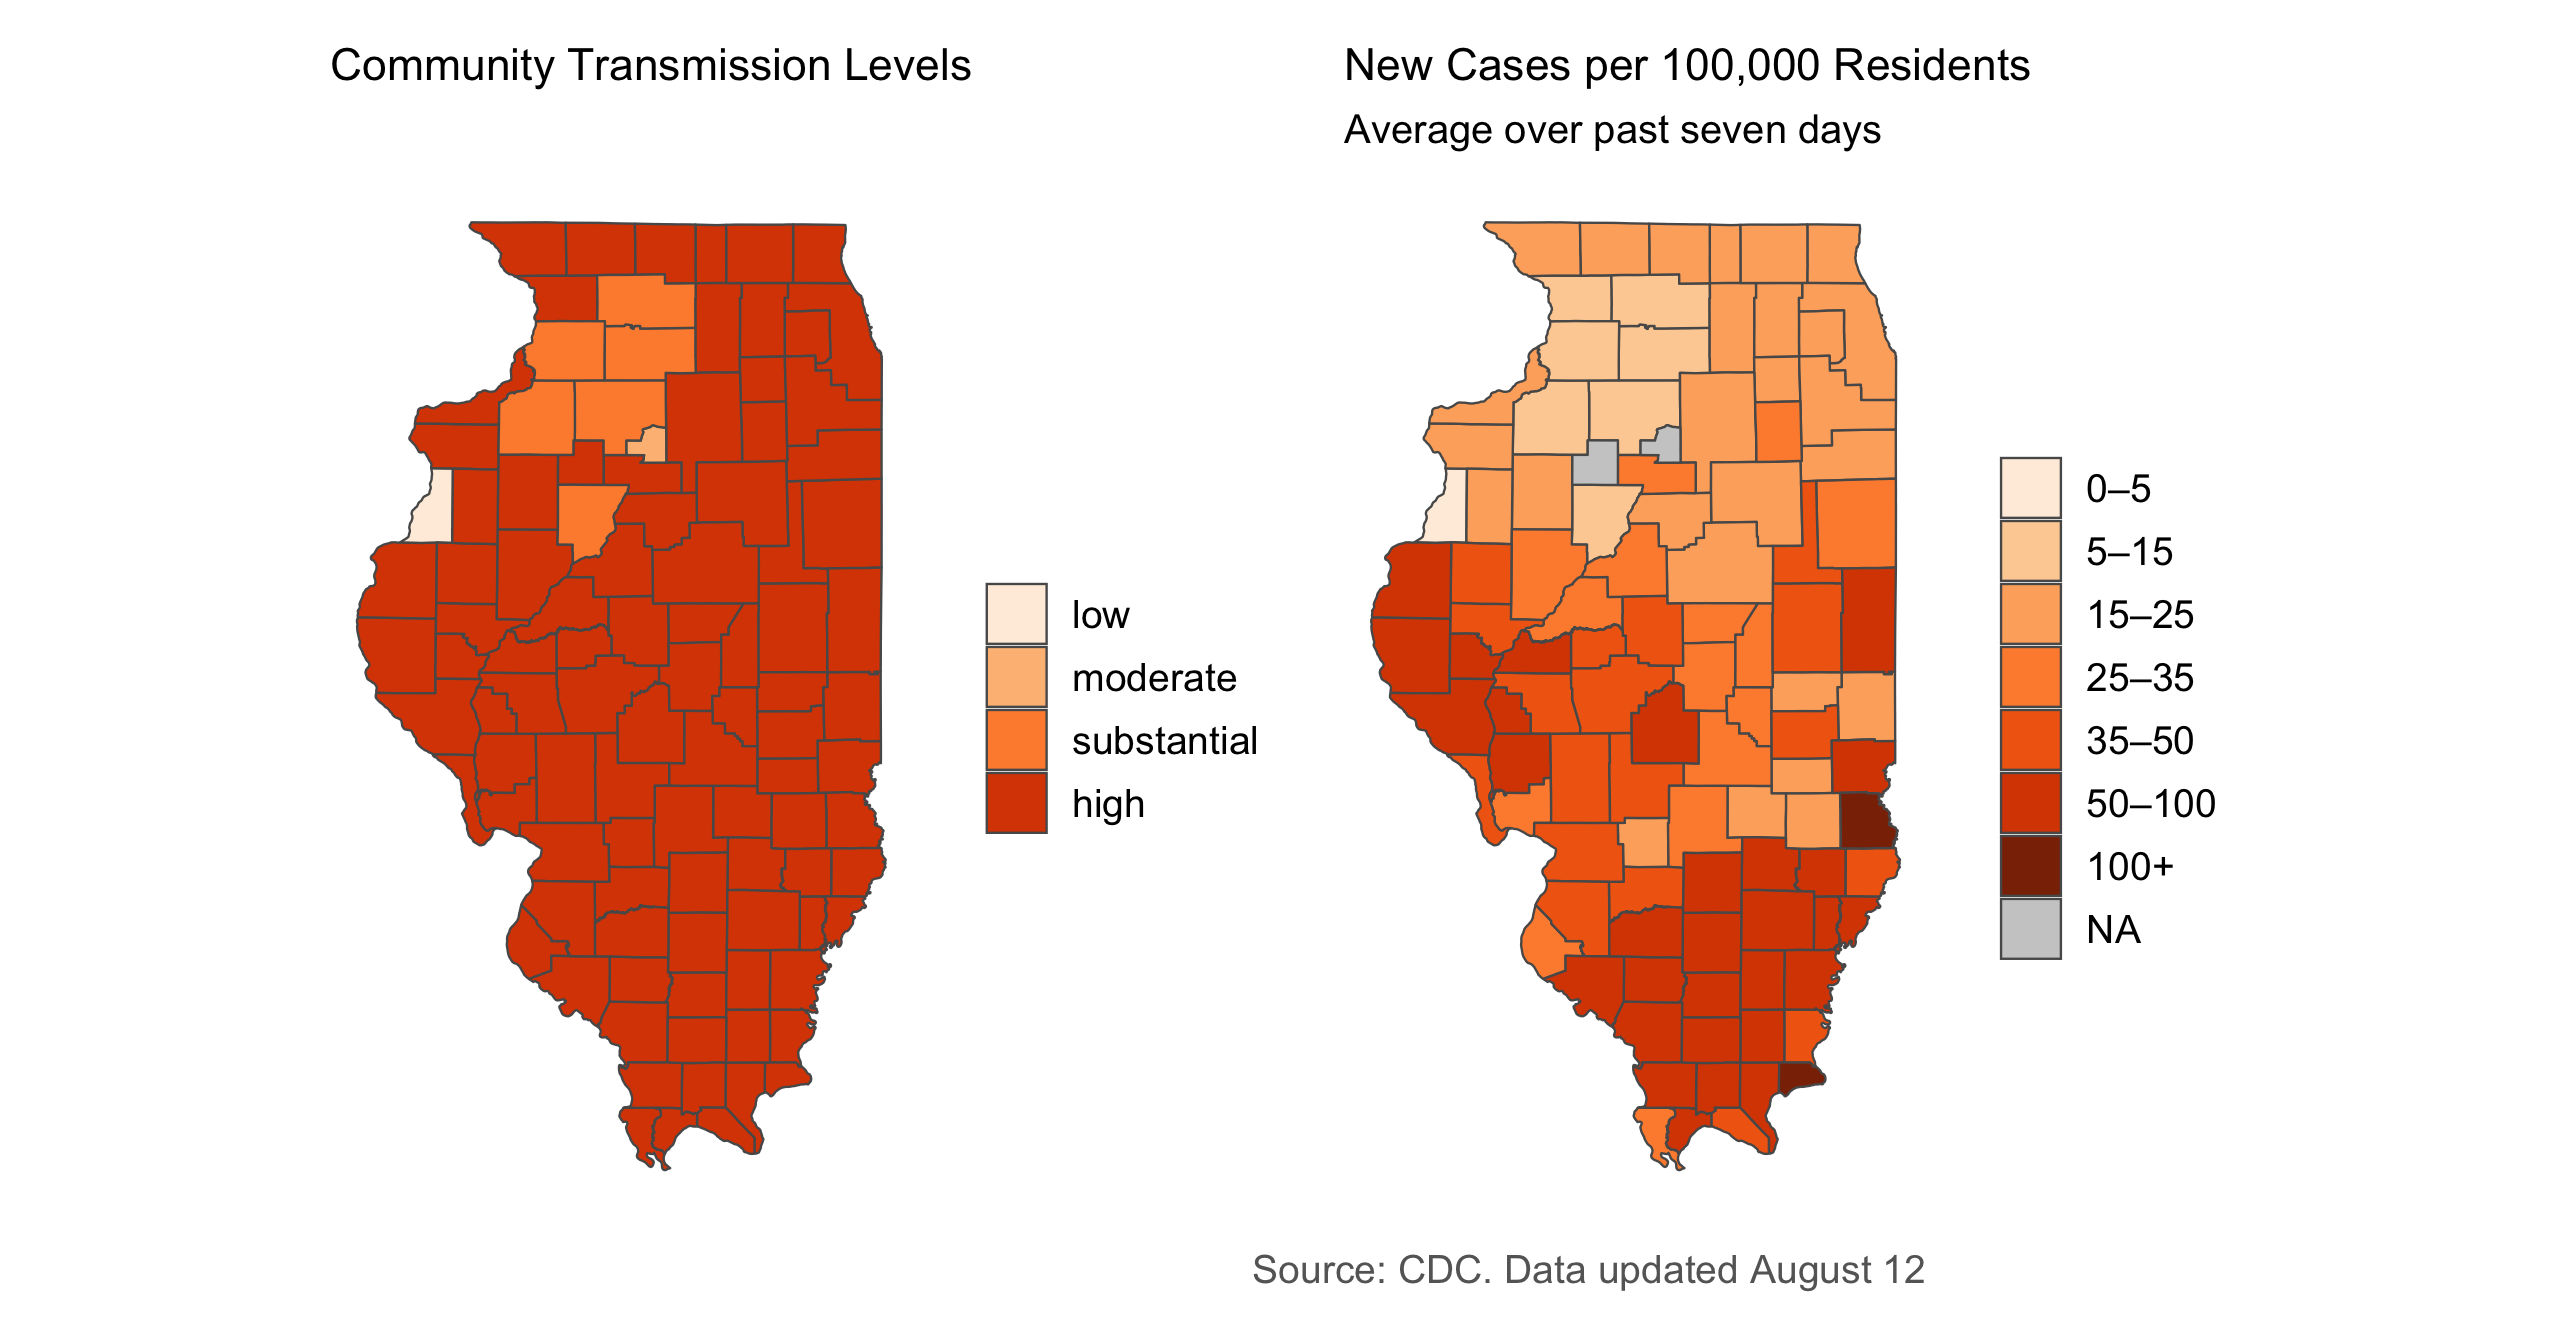 Community Transmission Levels
New Cases per 100,000 Residents
Average over past seven days
low
moderate
substantial
high
0–5
5–15
15–25
25–35
35–50
50–100
100+
NA
Source: CDC. Data updated August 12